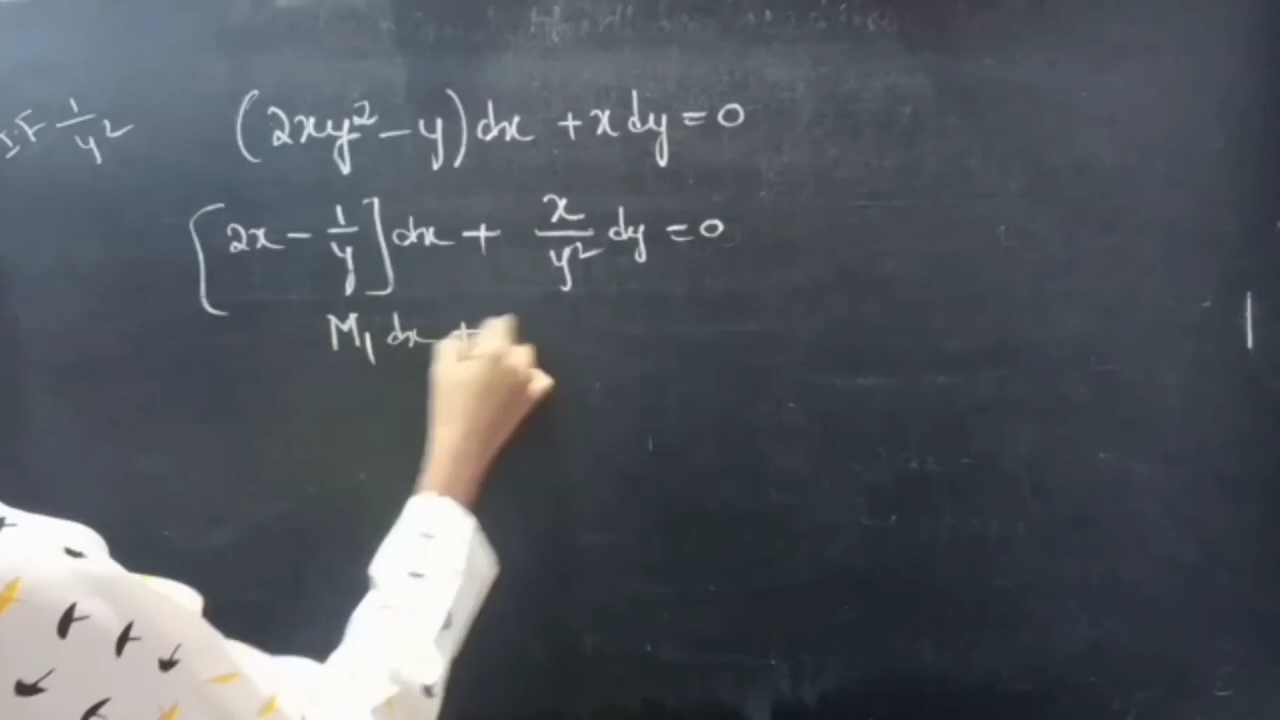 I.F 1/y²
(2xy² - y) dx + x dy = 0
[2x - 1/y] dx + x/y² dy = 0
M₁ dx +